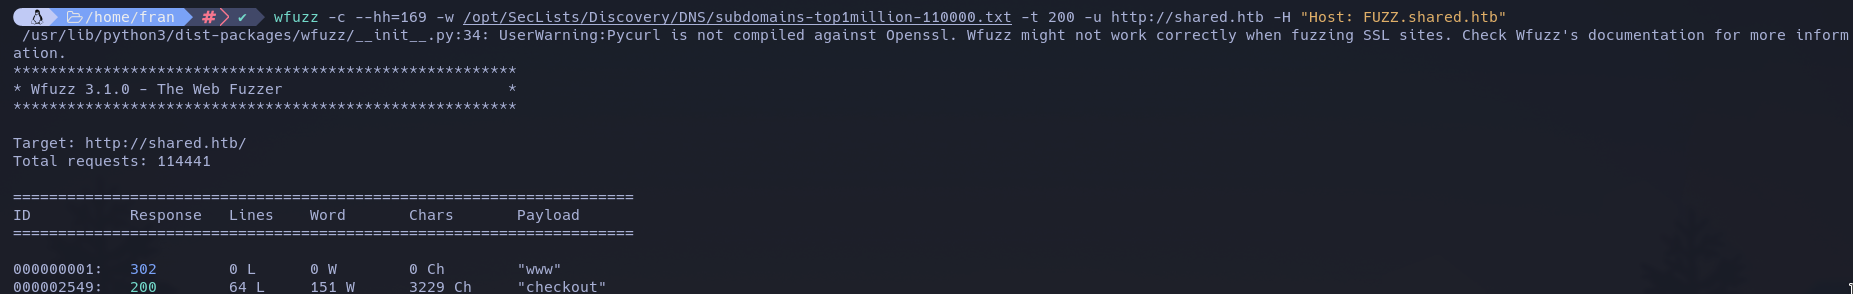 /home/fran # ✔ wfuzz -c --hh=169 -w /opt/SecLists/Discovery/DNS/subdomains-top1million-110000.txt -t 200 -u http://shared.htb -H "Host: FUZZ.shared.htb"
/usr/lib/python3/dist-packages/wfuzz/__init__.py:34: UserWarning:Pycurl is not compiled against Openssl. Wfuzz might not work correctly when fuzzing SSL sites. Check Wfuzz's documentation for more inform
ation.
********************************************************
* Wfuzz 3.1.0 - The Web Fuzzer                         *
********************************************************
Target: http://shared.htb/
Total requests: 114441
=====================================================================
ID           Response   Lines    Word       Chars       Payload
=====================================================================
000000001:   302        0 L      0 W        0 Ch        "www"
000002549:   200        64 L     151 W      3229 Ch     "checkout"